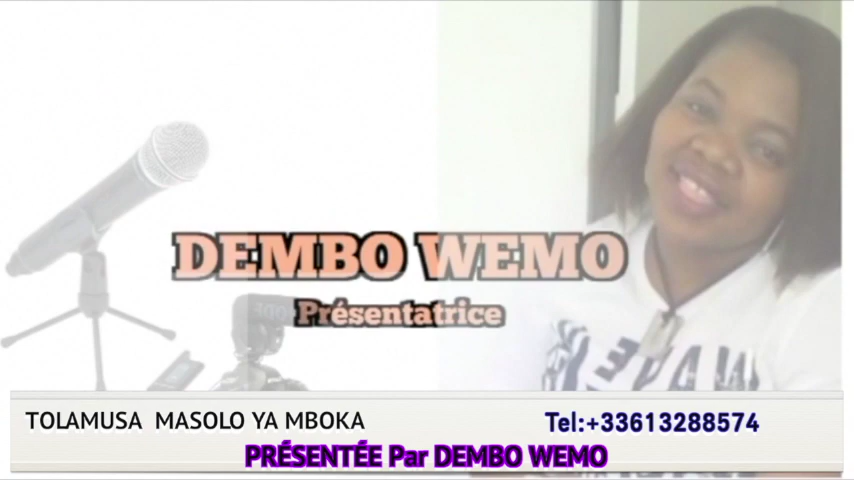 DEMBO WEMO
Présentatrice
TOLAMUSA MASOLO YA MBOKA
Tel:+33613288574
PRÉSENTÉE Par DEMBO WEMO